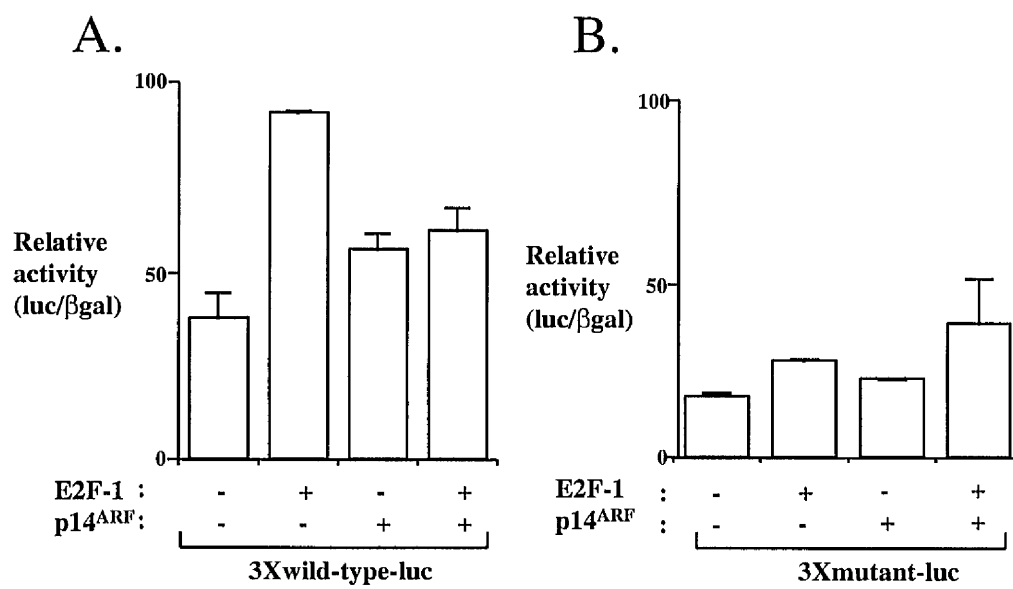 A.
100
Relative
activity
(luc/βgal)
50
0
E2F-1 : - + - +
p14ARF: - - + +
3Xwild-type-luc
B.
100
Relative
activity
(luc/βgal)
50
0
E2F-1 : - + - +
p14ARF : - - + +
3Xmutant-luc